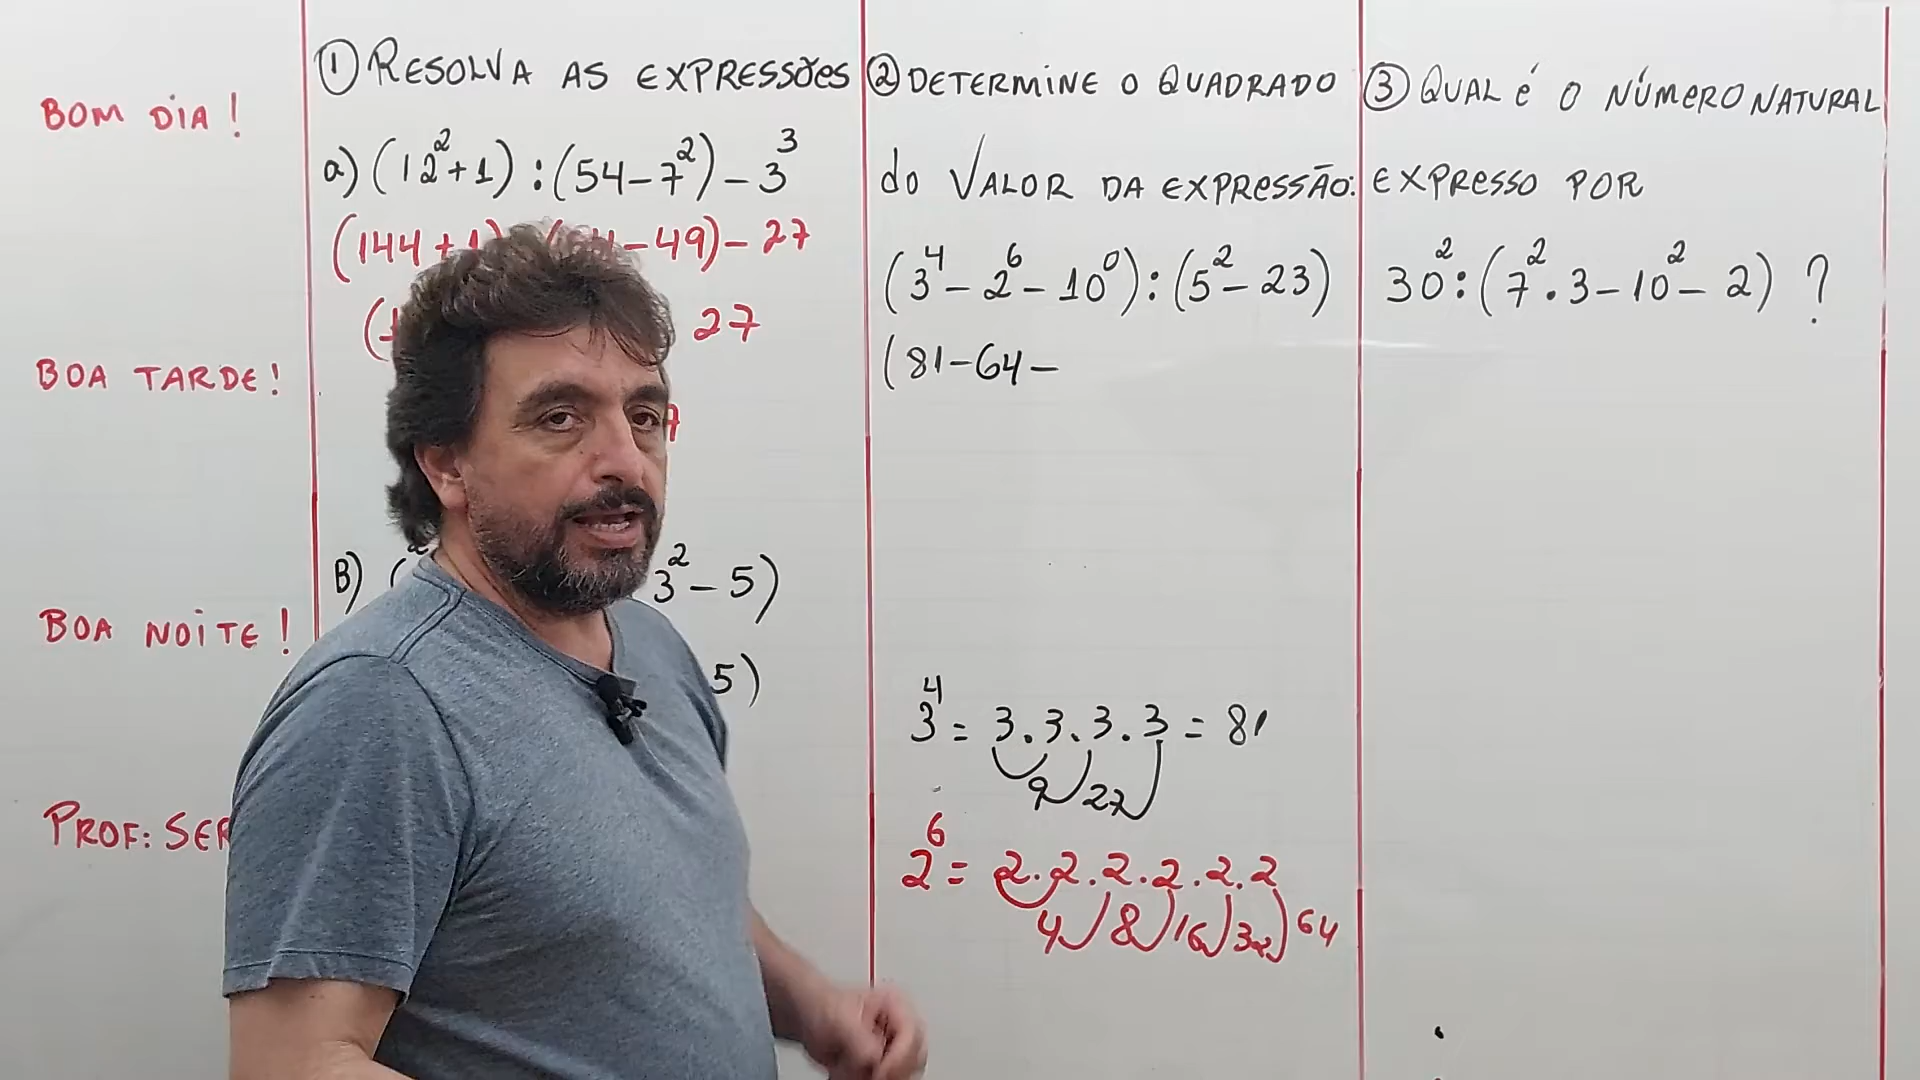 BOM DIA!
BOA TARDE!
BOA NOITE!
PROF: SER
① RESOLVA AS EXPRESSÕES
a) (12²+1) : (54-7²) - 3³
(144+1) -49) - 27
( 27
7
B) ( 3² - 5)
5)
② DETERMINE O QUADRADO
do VALOR DA EXPRESSÃO:
(3⁴ - 2⁶ - 10⁰) : (5² - 23)
(81-64-
3⁴ = 3.3.3.3 = 81
9 27
2⁶ = 2.2.2.2.2.2
4 8 16 32 64
③ QUAL é O NÚMERO NATURAL
EXPRESSO POR
30² : (7².3-10²-2) ?